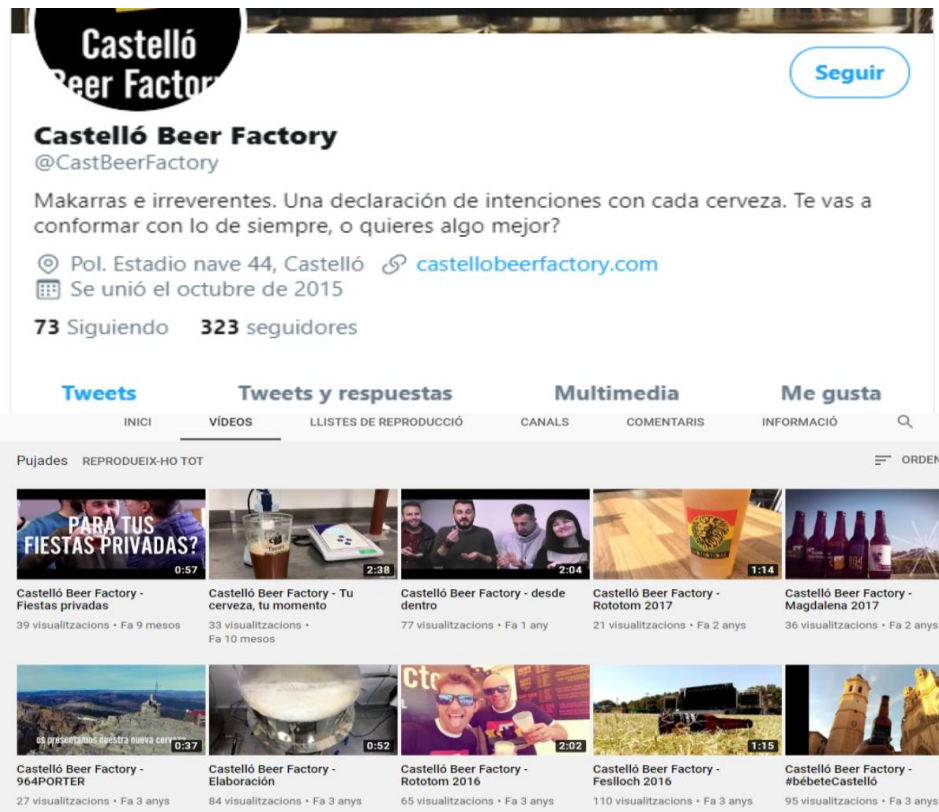 Castelló
Beer Factory
Seguir
Castelló Beer Factory
@CastBeerFactory
Makarras e irreverentes. Una declaración de intenciones con cada cerveza. Te vas a
conformar con lo de siempre, o quieres algo mejor?
Pol. Estadio nave 44, Castelló castellobeerfactory.com
Se unió el octubre de 2015
73 Siguiendo 323 seguidores
Tweets Tweets y respuestas Multimedia Me gusta
INICI VÍDEOS LLISTES DE REPRODUCCIÓ CANALS COMENTARIS INFORMACIÓ
Pujades REPRODUEIX-HO TOT ORDEN
PARA TUS
FIESTAS PRIVADAS?
0:57 2:38 2:04 1:14
Castelló Beer Factory - Fiestas privadas
39 visualitzacions • Fa 9 mesos
Castelló Beer Factory - Tu cerveza, tu momento
33 visualitzacions •
Fa 10 mesos
Castelló Beer Factory - desde dentro
77 visualitzacions • Fa 1 any
Castelló Beer Factory - Rototom 2017
21 visualitzacions • Fa 2 anys
Castelló Beer Factory - Magdalena 2017
36 visualitzacions • Fa 2 anys
os presentamos nuestra nueva
0:37 0:52 2:02 1:15
Castelló Beer Factory - 964PORTER
27 visualitzacions • Fa 3 anys
Castelló Beer Factory - Elaboración
84 visualitzacions • Fa 3 anys
Castelló Beer Factory - Rototom 2016
65 visualitzacions • Fa 3 anys
Castelló Beer Factory - Feslloch 2016
110 visualitzacions • Fa 3 anys
Castelló Beer Factory - #bébeteCastelló
95 visualitzacions • Fa 3 anys